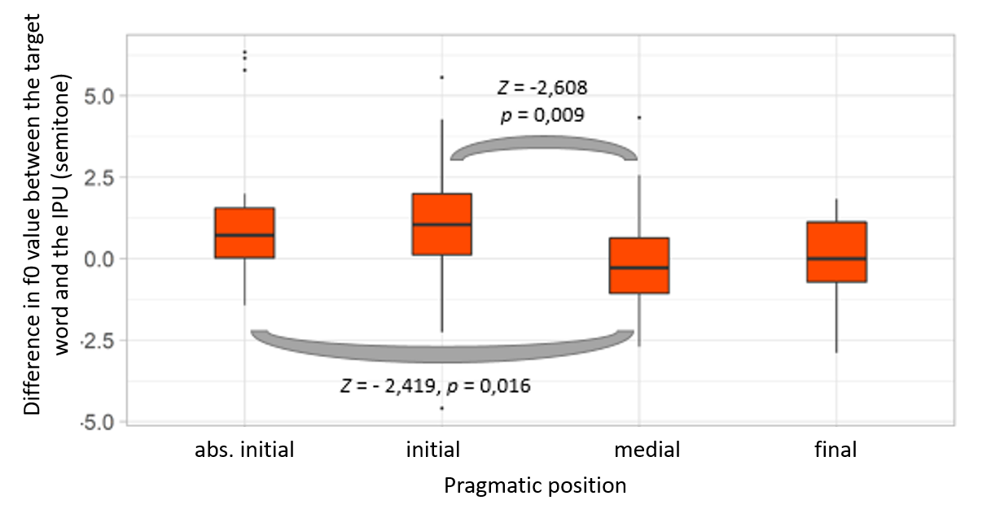 Difference in f0 value between the target
word and the IPU (semitone)
5.0
2.5
0.0
-2.5
-5.0
Z = -2,608
p = 0,009
Z = - 2,419, p = 0,016
abs. initial
initial
medial
final
Pragmatic position